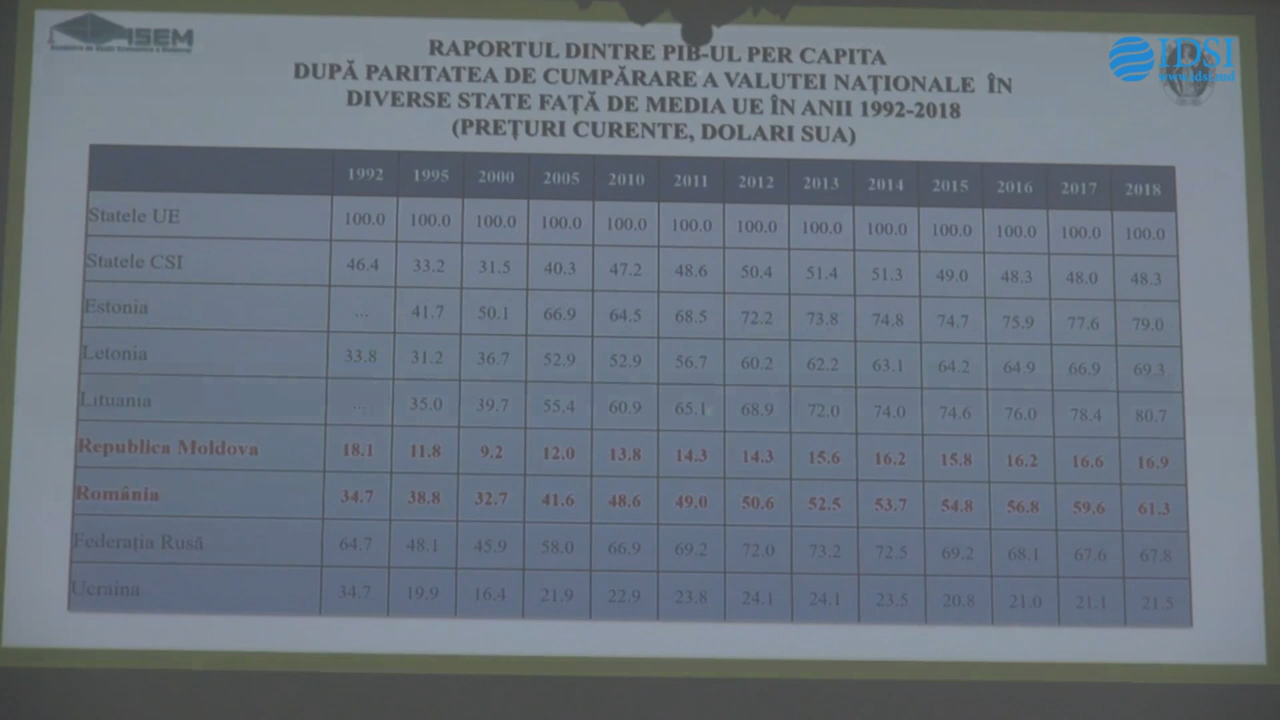 ASEM
IDSI
www.idsi.md
RAPORTUL DINTRE PIB-UL PER CAPITA
DUPĂ PARITATEA DE CUMPĂRARE A VALUTEI NAȚIONALE ÎN
DIVERSE STATE FAȚĂ DE MEDIA UE ÎN ANII 1992-2018
(PREȚURI CURENTE, DOLARI SUA)
1992 1995 2000 2005 2010 2011 2012 2013 2014 2015 2016 2017 2018
Statele UE 100.0 100.0 100.0 100.0 100.0 100.0 100.0 100.0 100.0 100.0 100.0 100.0 100.0
Statele CSI 46.4 33.2 31.5 40.3 47.2 48.6 50.4 51.4 51.3 49.0 48.3 48.0 48.3
Estonia ... 41.7 50.1 66.9 64.5 68.5 72.2 73.8 74.8 74.7 75.9 77.6 79.0
Letonia 33.8 31.2 36.7 52.9 52.9 56.7 60.2 62.2 63.1 64.2 64.9 66.9 69.3
Lituania ... 35.0 39.7 55.4 60.9 65.1 68.9 72.0 74.0 74.6 76.0 78.4 80.7
Republica Moldova 18.1 11.8 9.2 12.0 13.8 14.3 14.3 15.6 16.2 15.8 16.2 16.6 16.9
România 34.7 38.8 32.7 41.6 48.6 49.0 50.6 52.5 53.7 54.8 56.8 59.6 61.3
Federația Rusă 64.7 48.1 45.9 58.0 66.9 69.2 72.0 73.2 72.5 69.2 68.1 67.6 67.8
Ucraina 34.7 19.9 16.4 21.9 22.9 23.8 24.1 24.1 23.5 20.8 21.0 21.1 21.5